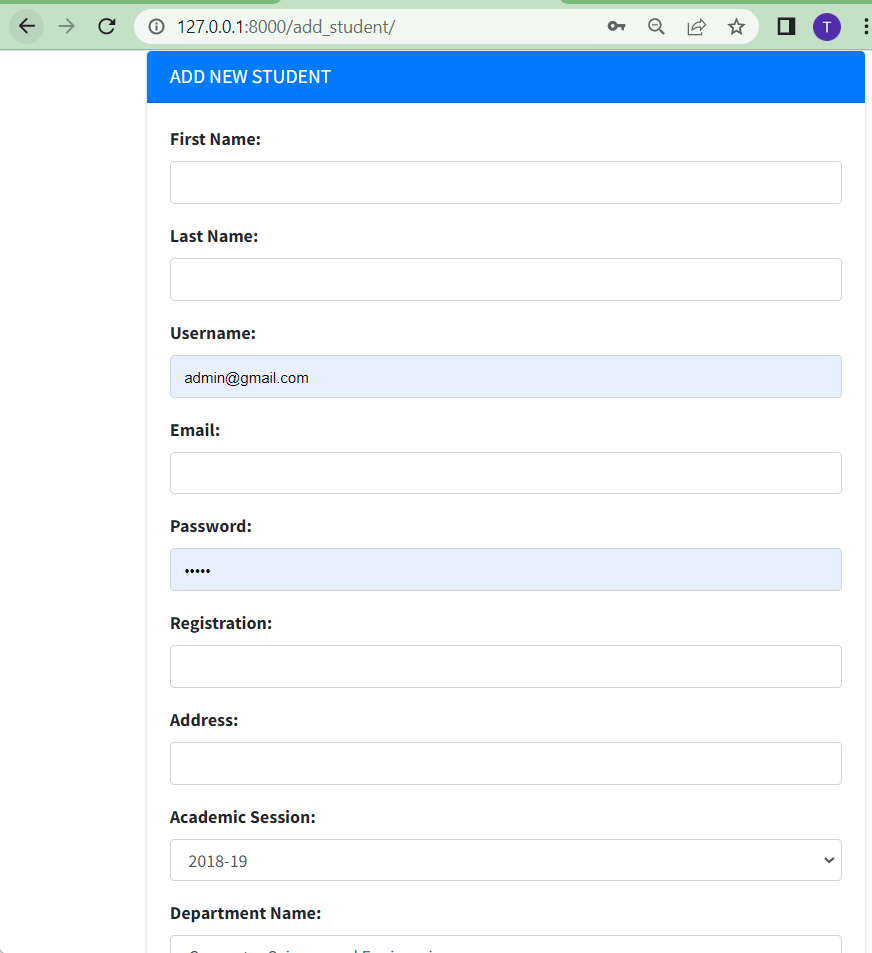 127.0.0.1:8000/add_student/
T
ADD NEW STUDENT
First Name:
Last Name:
Username:
admin@gmail.com
Email:
Password:
•••••
Registration:
Address:
Academic Session:
2018-19
Department Name: